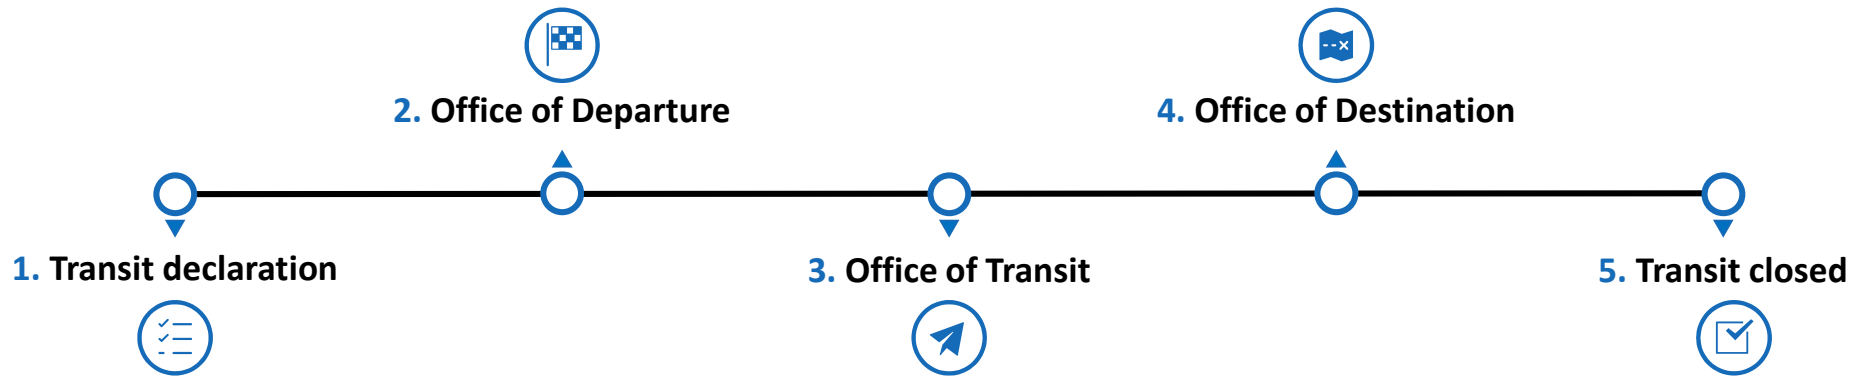 1. Transit declaration
2. Office of Departure
3. Office of Transit
4. Office of Destination
5. Transit closed